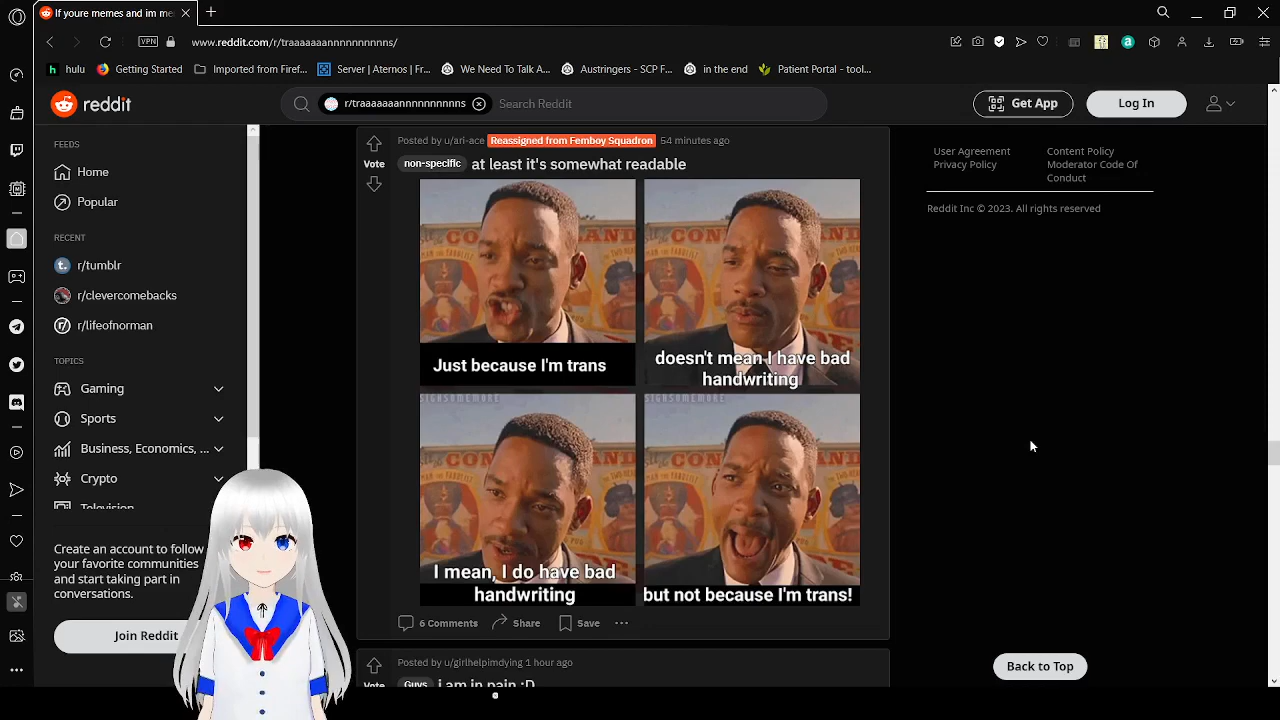 If youre memes and im me
www.reddit.com/r/traaaaaaannnnnnnnnns/
VPN
hulu
Getting Started
Imported from Firef...
Server | Aternos | Fr...
We Need To Talk A...
Austringers - SCP F...
in the end
Patient Portal - tool...
reddit
r/traaaaaaannnnnnnnnns
Search Reddit
Get App
Log In
FEEDS
Home
Popular
RECENT
r/tumblr
r/clevercomebacks
r/lifeofnorman
TOPICS
Gaming
Sports
Business, Economics, ...
Crypto
Television
Create an account to follow
your favorite communities
and start taking part in
conversations.
Join Reddit
Vote
Posted by u/ari-ace Reassigned from Femboy Squadron 54 minutes ago
non-specific at least it's somewhat readable
Just because I'm trans
doesn't mean I have bad
handwriting
SIGHSOMEMORE
SIGHSOMEMORE
I mean, I do have bad
handwriting
but not because I'm trans!
6 Comments
Share
Save
Posted by u/girlhelpimdying 1 hour ago
Vote
Guys i am in pain :D
User Agreement
Privacy Policy
Content Policy
Moderator Code Of
Conduct
Reddit Inc © 2023. All rights reserved
Back to Top